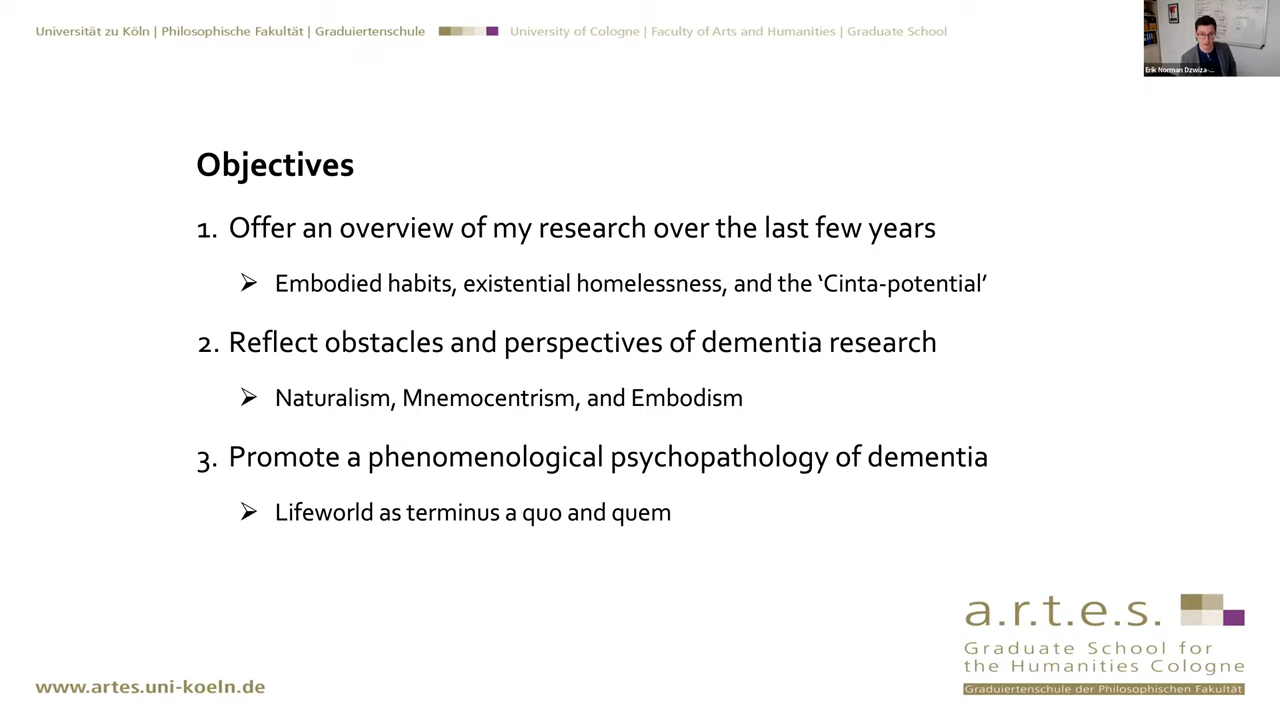 Universität zu Köln | Philosophische Fakultät | Graduiertenschule
University of Cologne | Faculty of Arts and Humanities | Graduate School
Erik Norman Dzwiza-...
Objectives
1. Offer an overview of my research over the last few years
➢ Embodied habits, existential homelessness, and the ‘Cinta-potential’
2. Reflect obstacles and perspectives of dementia research
➢ Naturalism, Mnemocentrism, and Embodism
3. Promote a phenomenological psychopathology of dementia
➢ Lifeworld as terminus a quo and quem
a.r.t.e.s.
Graduate School for
the Humanities Cologne
Graduiertenschule der Philosophischen Fakultät
www.artes.uni-koeln.de